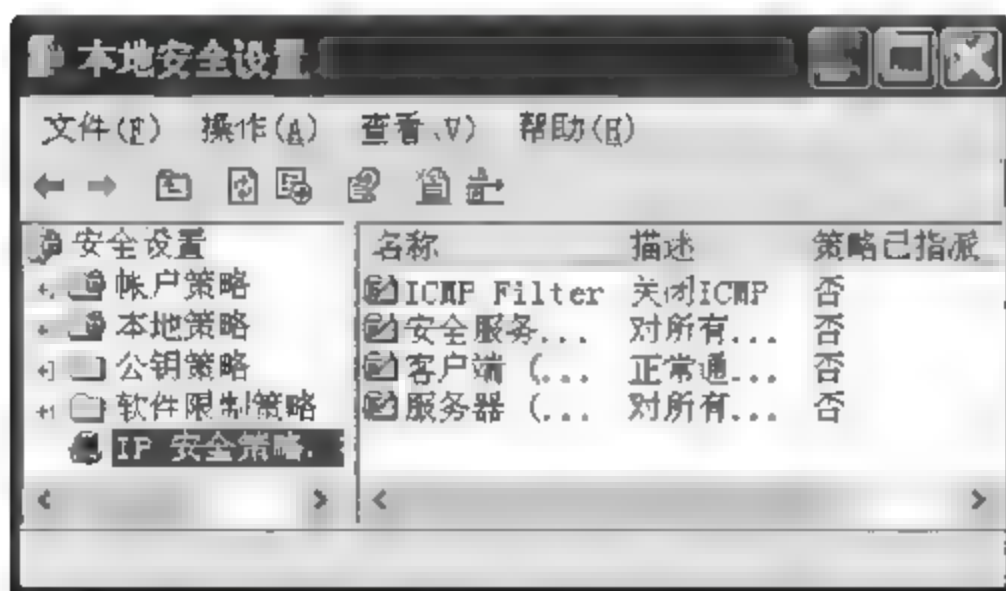 本地安全设置
文件(F) 操作(A) 查看(V) 帮助(H)
安全设置
帐户策略
本地策略
公钥策略
软件限制策略
IP 安全策略,
名称 描述 策略已指派
ICMP Filter 关闭ICMP 否
安全服务... 对所有... 否
客户端 (... 正常通... 否
服务器 (... 对所有... 否